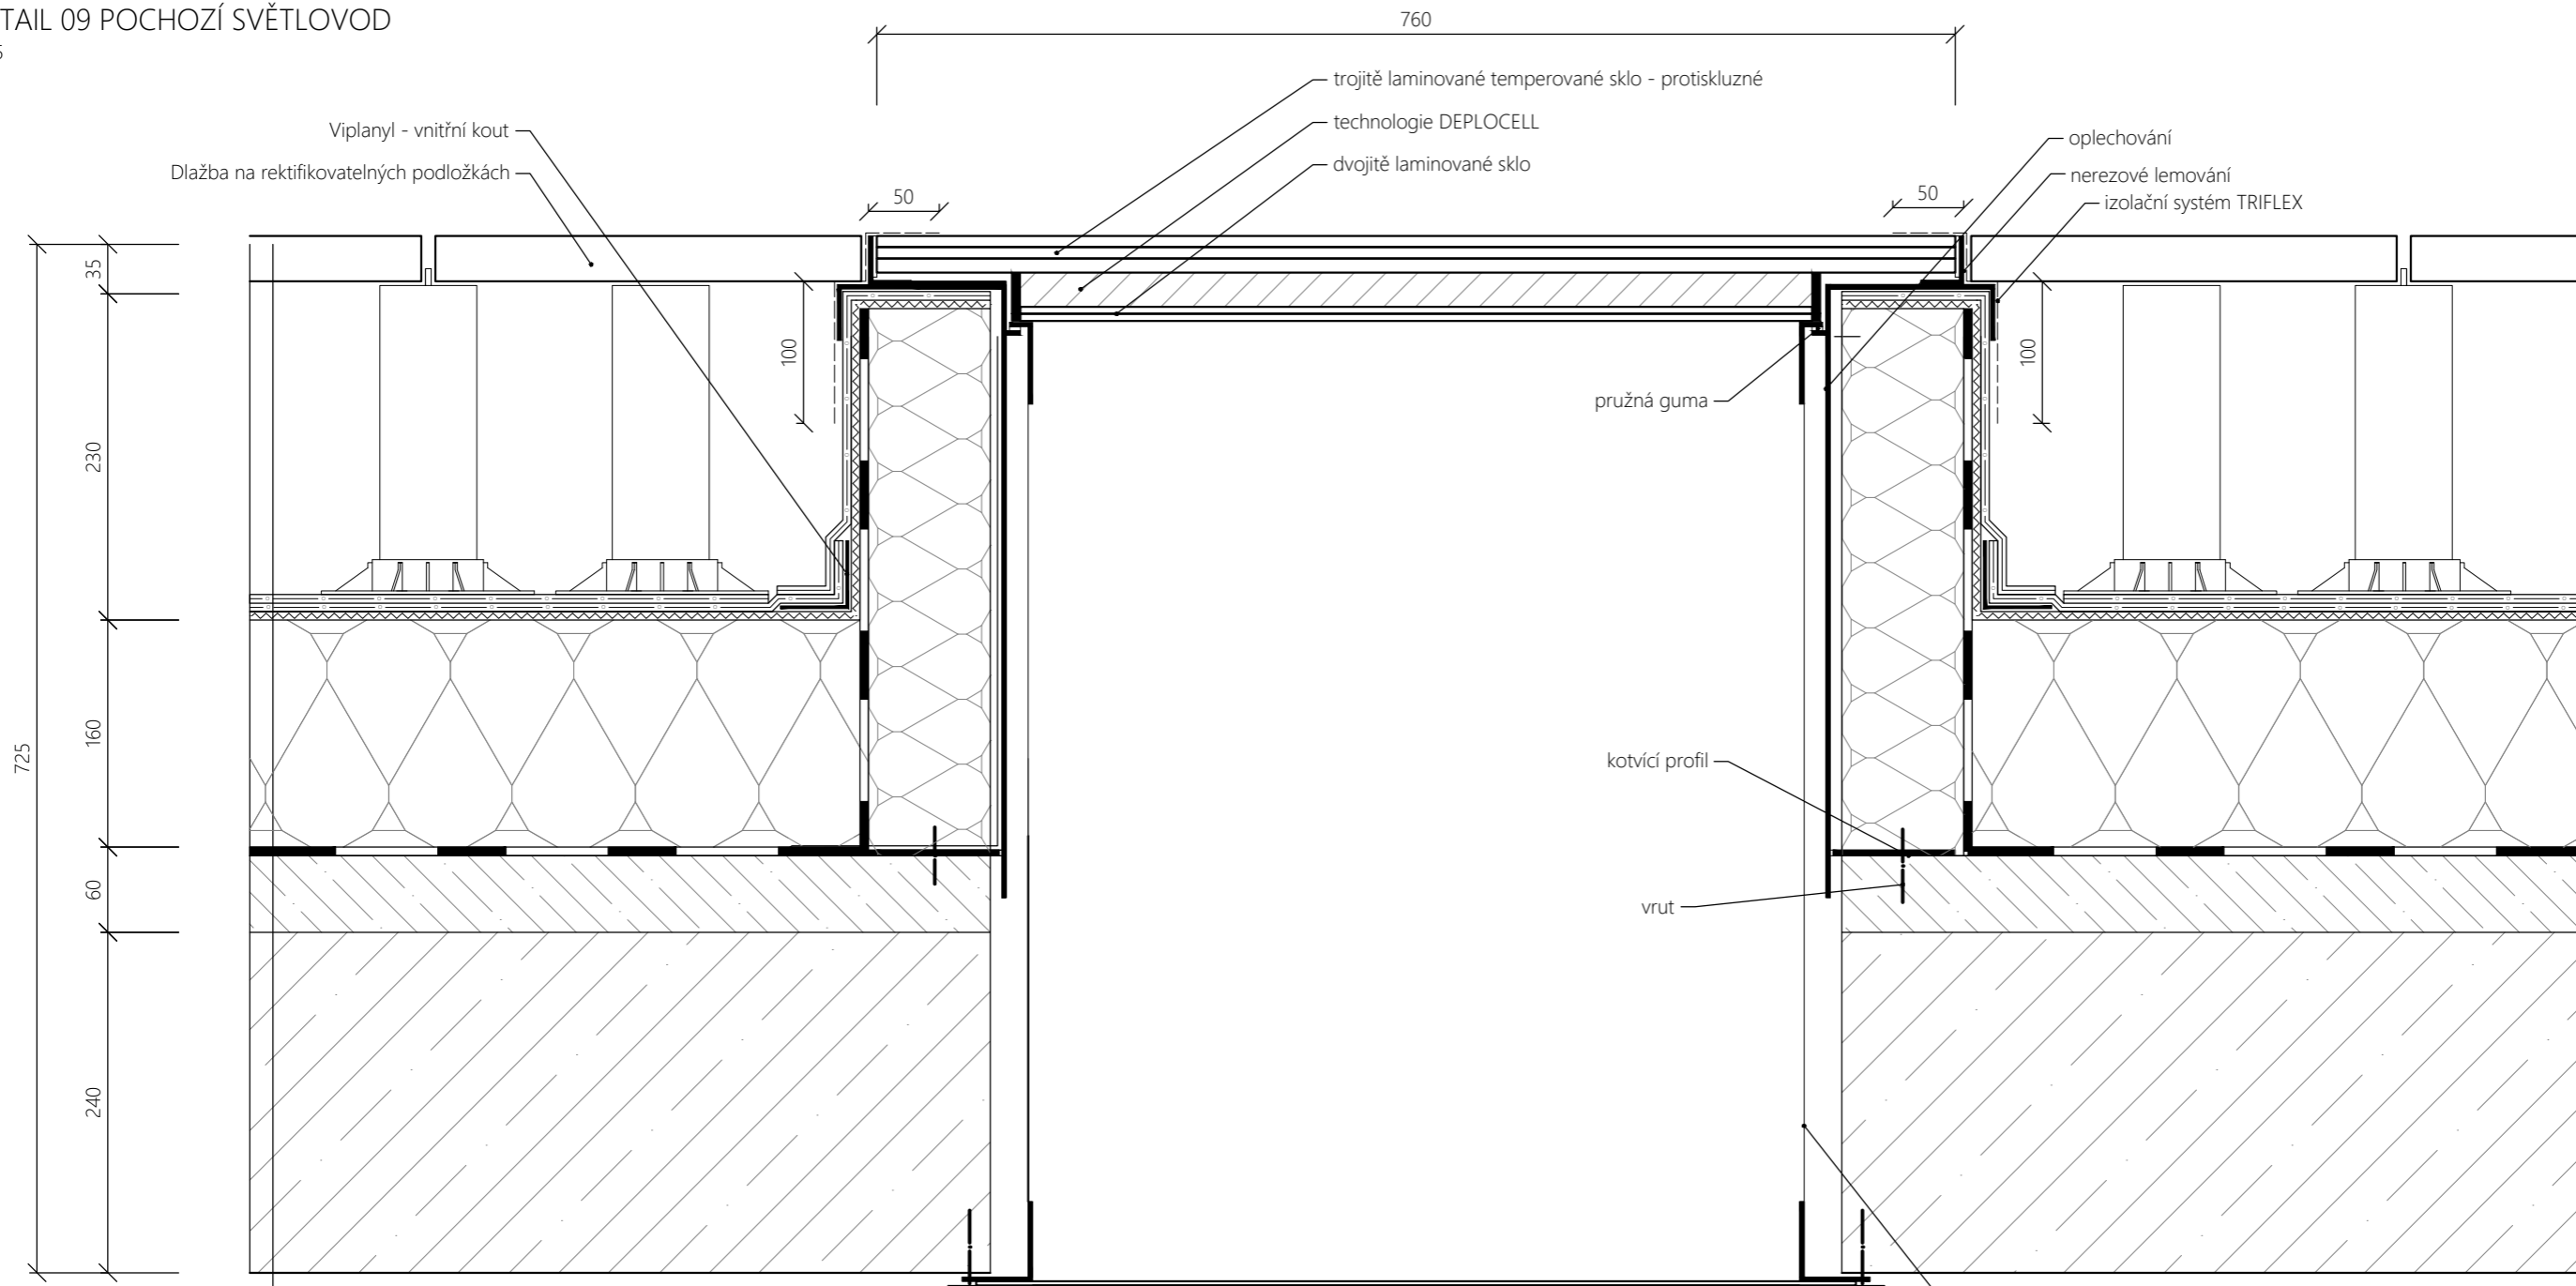 TAIL 09 POCHOZÍ SVĚTLOVOD
5
760
trojitě laminované temperované sklo - protiskluzné
technologie DEPLOCELL
dvojitě laminované sklo
Viplanyl - vnitřní kout
Dlažba na rektifikovatelných podložkách
oplechování
nerezové lemování
izolační systém TRIFLEX
50
50
35
100
100
230
pružná guma
160
725
kotvící profil
60
vrut
240